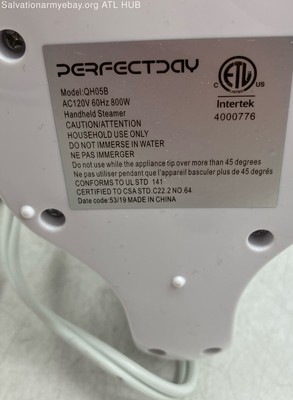 Salvationarmyebay.org ATL HUB
PERFECTDAY
Model:QH05B
AC120V 60Hz 800W
Handheld Steamer
CAUTION/ATTENTION
HOUSEHOLD USE ONLY
DO NOT IMMERSE IN WATER
NE PAS IMMERGER
Do not use while the appliance tip over more than 45 degrees
Ne pas utiliser pendant que l'appareil basculer plus de 45 degrés
CONFORMS TO UL STD 141
CERTIFIED TO CSA STD. C22.2 NO.64
Date code: 53/19 MADE IN CHINA
C ETL US
Intertek
4000776